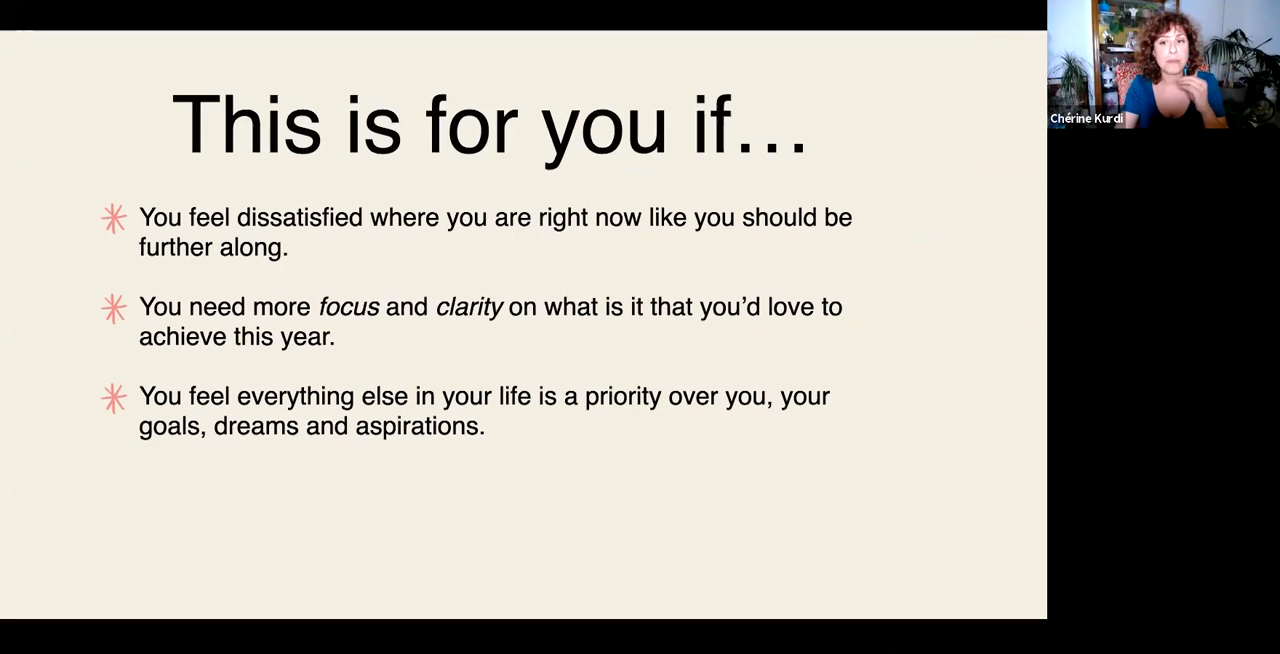 This is for you if…
You feel dissatisfied where you are right now like you should be
further along.
You need more focus and clarity on what is it that you’d love to
achieve this year.
You feel everything else in your life is a priority over you, your
goals, dreams and aspirations.
Chérine Kurdi